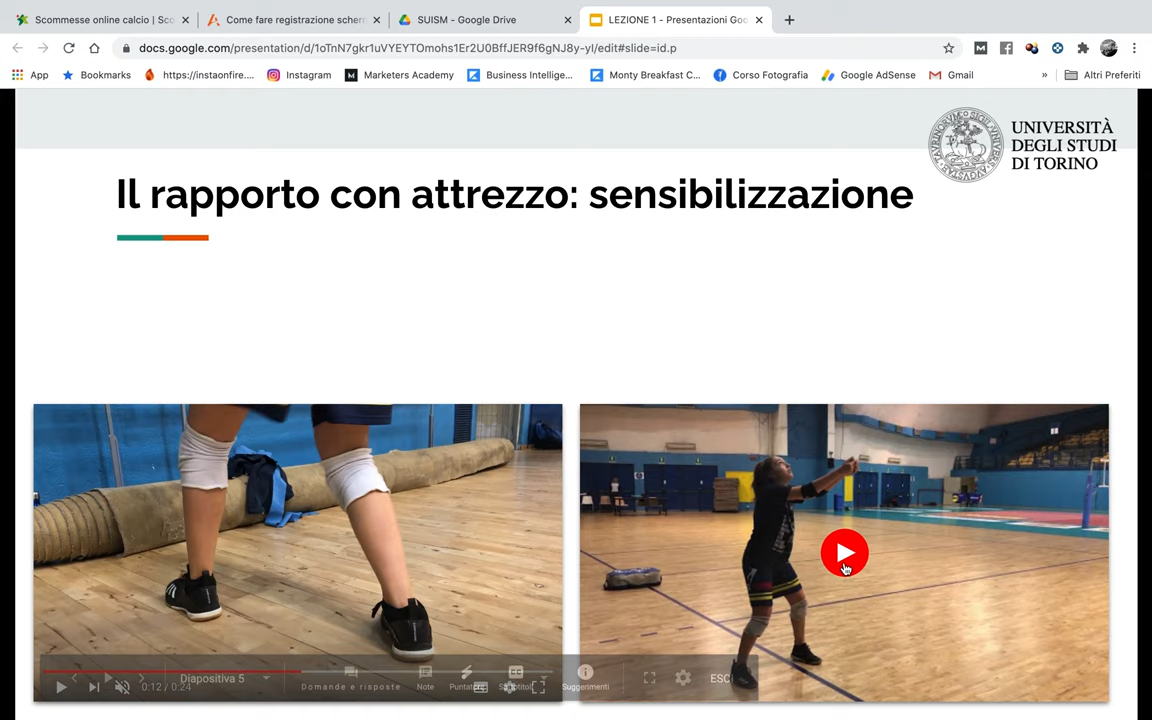 Scommesse online calcio | Sco
Come fare registrazione scherm
SUISM - Google Drive
LEZIONE 1 - Presentazioni Goo
docs.google.com/presentation/d/1oTnN7gkr1uVYEYTOmohs1Er2U0BffJER9f6gNJ8y-yI/edit#slide=id.p
App
Bookmarks
https://instaonfire....
Instagram
Marketers Academy
Business Intellige...
Monty Breakfast C...
Corso Fotografia
Google AdSense
Gmail
»
Altri Preferiti
UNIVERSITÀ
DEGLI STUDI
DI TORINO
Il rapporto con attrezzo: sensibilizzazione
Diapositiva 5
0:12 / 0:24
Domande e risposte
Note
Suggerimenti
ESC